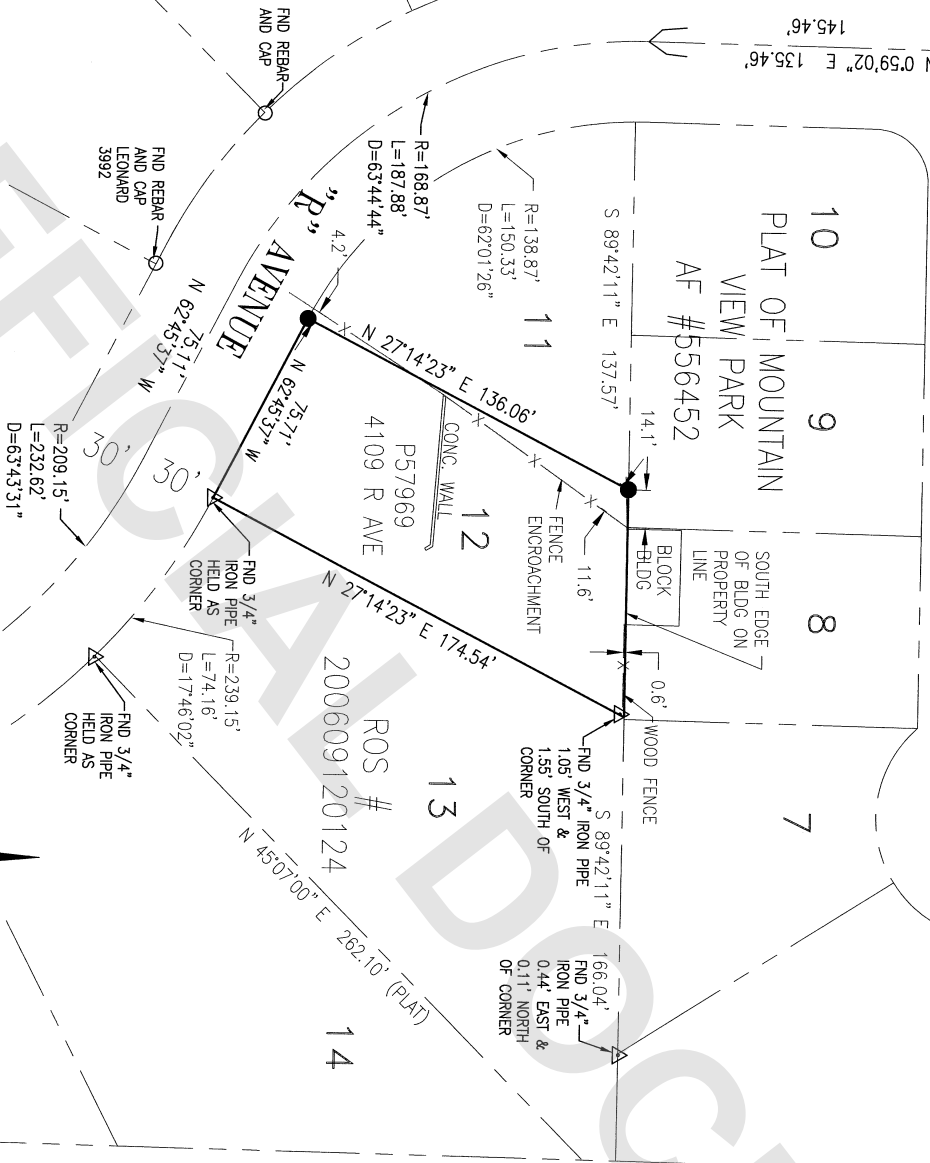 145.46'
N 0°59'02" E 135.46'
FND REBAR
AND CAP
FND REBAR
AND CAP
LEONARD
3992
R=168.87'
L=187.88'
D=63°44'44"
R=138.87'
L=150.33'
D=62°01'26"
"R" AVENUE
4.2'
75.11'
N 62°45'37" W
75.71'
N 62°45'37" W
30'
30'
R=209.15'
L=232.62'
D=63°43'31"
10
PLAT OF MOUNTAIN
VIEW PARK
AF #556452
S 89°42'11" E 137.57'
11
9
8
7
14.1'
N 27°14'23" E 136.06'
CONC. WALL
P57969
4109 R AVE
12
FENCE
ENCROACHMENT
11.6'
BLOCK
BLDG
SOUTH EDGE
OF BLDG ON
PROPERTY
LINE
0.6'
WOOD FENCE
N 27°14'23" E 174.54'
FND 3/4"
IRON PIPE
HELD AS
CORNER
R=239.15'
L=74.16'
D=17°46'02"
FND 3/4"
IRON PIPE
HELD AS
CORNER
FND 3/4" IRON PIPE
1.05' WEST &
1.55' SOUTH OF
CORNER
S 89°42'11" E 166.04'
FND 3/4"
IRON PIPE
0.44' EAST &
0.11' NORTH
OF CORNER
13
ROS #
200609120124
N 45°07'00" E 262.10' (PLAT)
14
X
X
X
X
X
FFICIAL DOC